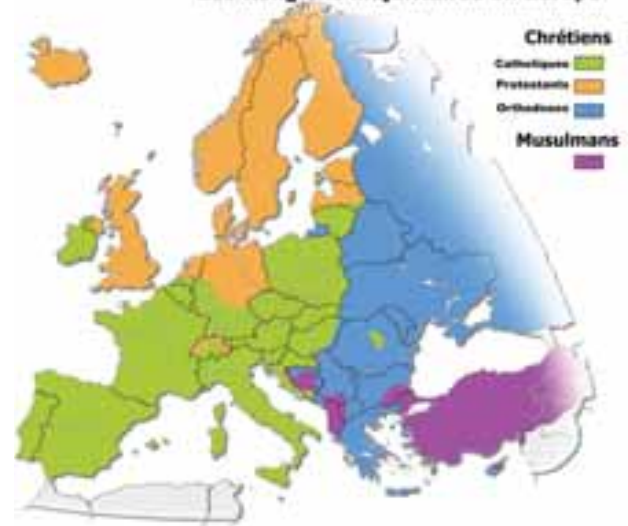 Chrétiens
Catholiques
Protestants
Orthodoxes
Musulmans